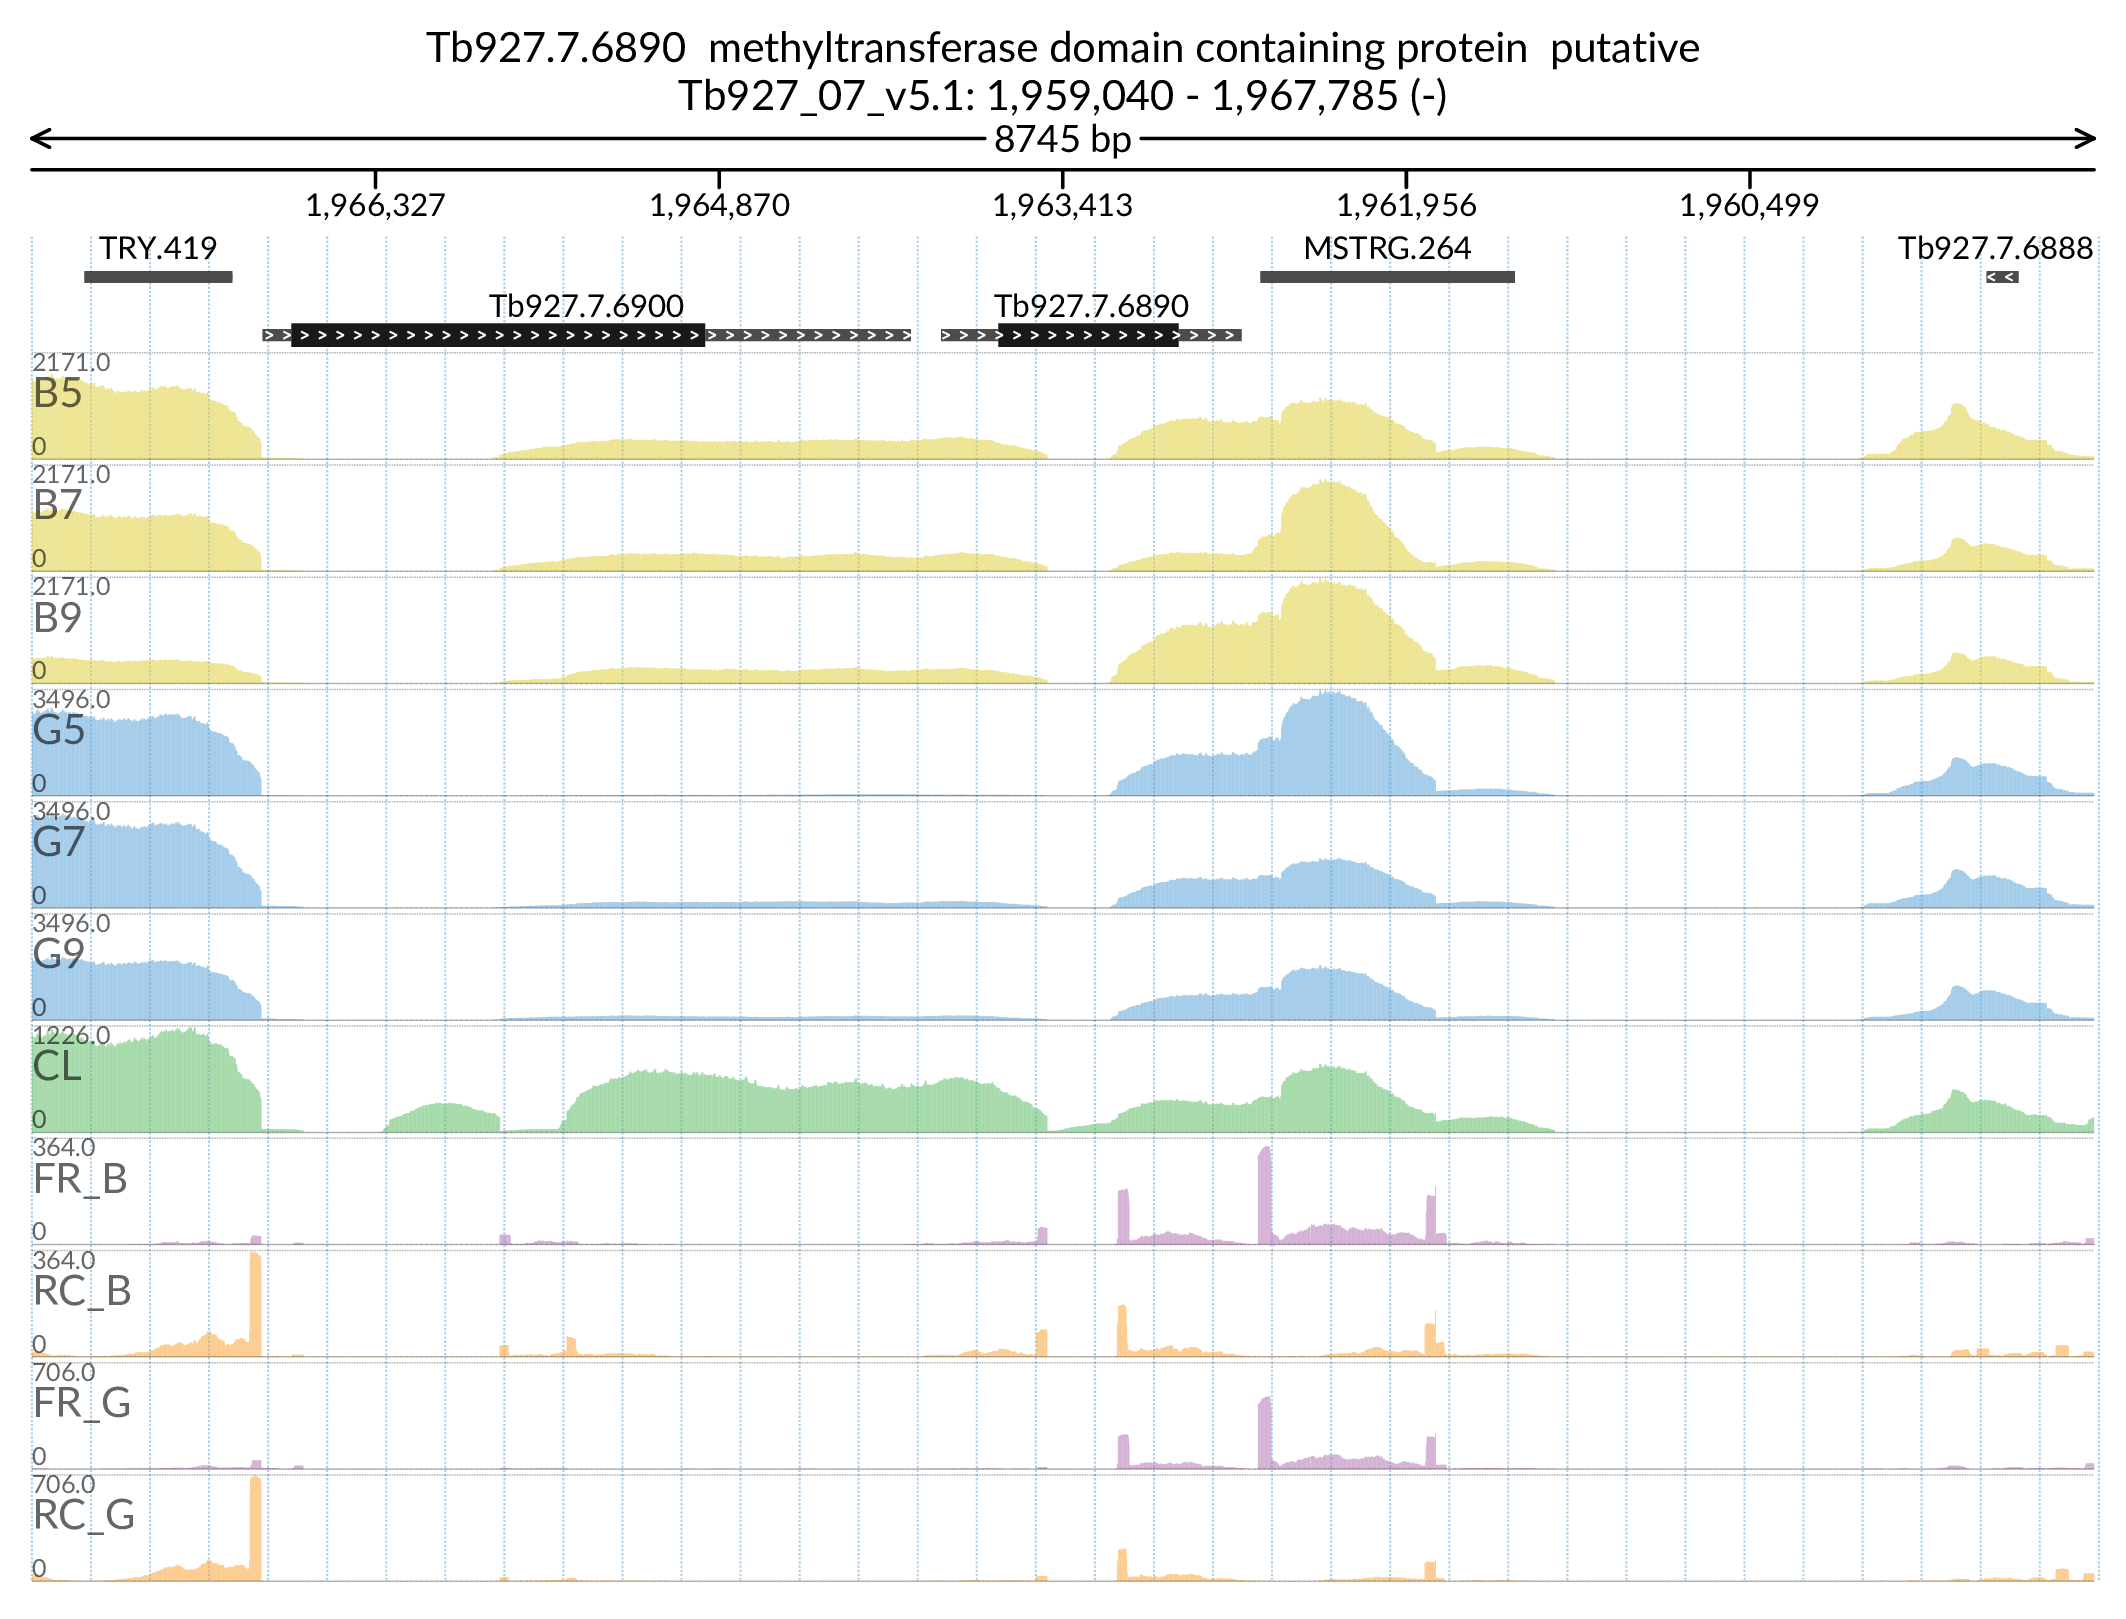 Tb927.7.6890  methyltransferase domain containing protein  putative
Tb927_07_v5.1: 1,959,040 - 1,967,785 (-)
8745 bp
1,966,327 1,964,870 1,963,413 1,961,956 1,960,499
TRY.419 MSTRG.264 Tb927.7.6888
Tb927.7.6900 Tb927.7.6890
2171.0
B5
0
2171.0
B7
0
2171.0
B9
0
3496.0
G5
0
3496.0
G7
0
3496.0
G9
0
1226.0
CL
0
364.0
FR_B
0
364.0
RC_B
0
706.0
FR_G
0
706.0
RC_G
0